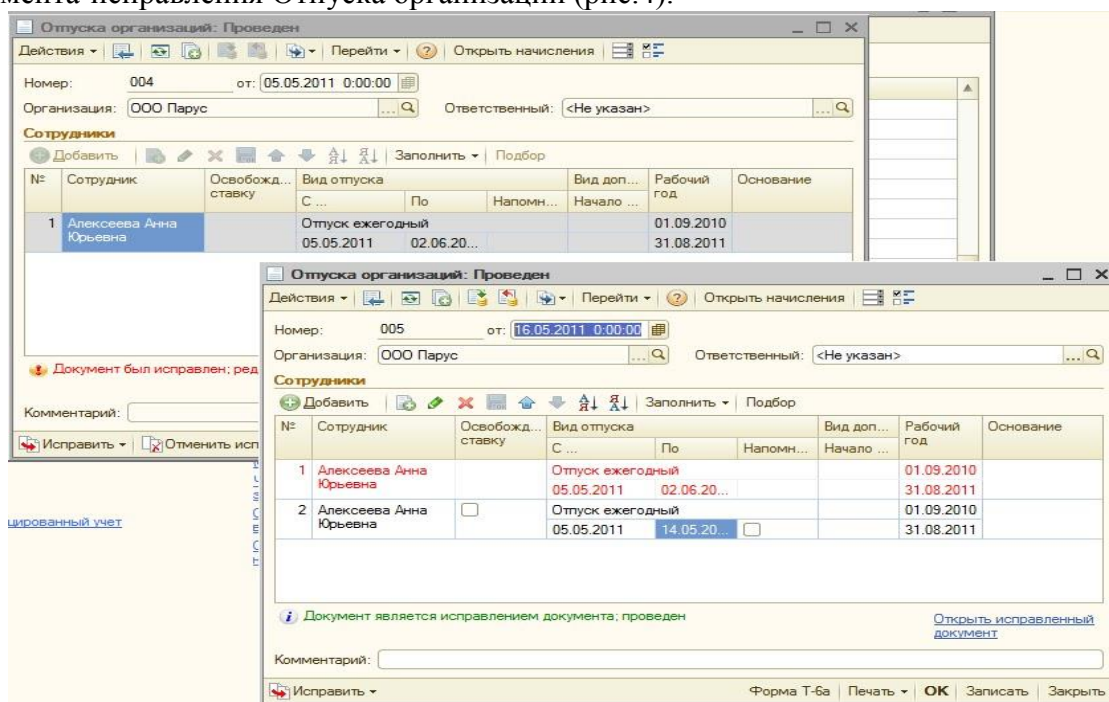 мента исправления Отпуска организации (рис.4).
Отпуска организаций: Проведен
Действия Перейти Открыть начисления
Номер: 004 от: 05.05.2011 0:00:00
Организация: ООО Парус ... Ответственный: <Не указан> ...
Сотрудники
Добавить Заполнить Подбор
№ Сотрудник Освобожд... ставку Вид отпуска Вид доп... Рабочий год Основание
С ... По Напомн... Начало ...
1 Алексеева Анна Юрьевна Отпуск ежегодный 01.09.2010
05.05.2011 02.06.20... 31.08.2011
Документ был исправлен; ред
Комментарий:
Исправить Отменить исп
цированный учет
Отпуска организаций: Проведен
Действия Перейти Открыть начисления
Номер: 005 от: 16.05.2011 0:00:00
Организация: ООО Парус ... Ответственный: <Не указан> ...
Сотрудники
Добавить Заполнить Подбор
№ Сотрудник Освобожд... ставку Вид отпуска Вид доп... Рабочий год Основание
С ... По Напомн... Начало ...
1 Алексеева Анна Юрьевна Отпуск ежегодный 01.09.2010
05.05.2011 02.06.20... 31.08.2011
2 Алексеева Анна Юрьевна Отпуск ежегодный 01.09.2010
05.05.2011 14.05.20... 31.08.2011
Документ является исправлением документа; проведен
Открыть исправленный
документ
Комментарий:
Исправить Форма Т-6а Печать ОК Записать Закрыть